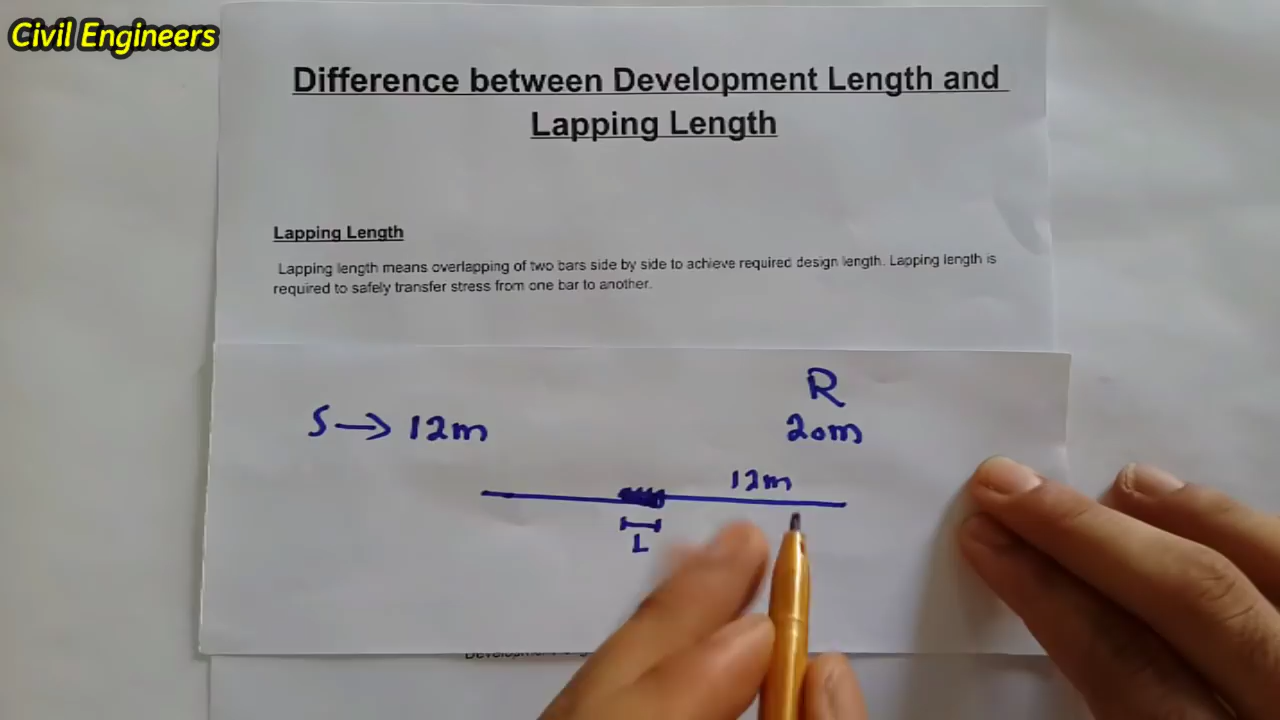 Civil Engineers
Difference between Development Length and
Lapping Length
Lapping Length
Lapping length means overlapping of two bars side by side to achieve required design length. Lapping length is
required to safely transfer stress from one bar to another.
R
S → 12m
20m
12m
L